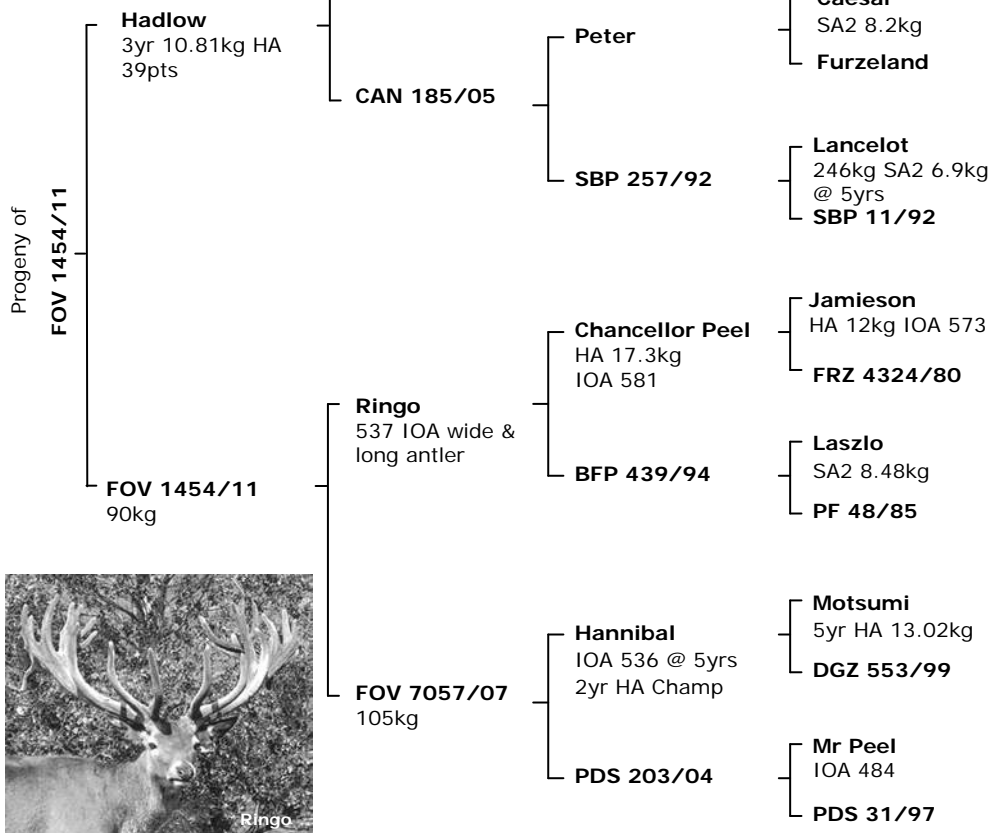 Progeny of
FOV 1454/11
Hadlow
3yr 10.81kg HA
39pts
FOV 1454/11
90kg
CAN 185/05
Ringo
537 IOA wide &
long antler
FOV 7057/07
105kg
Peter
SBP 257/92
Chancellor Peel
HA 17.3kg
IOA 581
BFP 439/94
Hannibal
IOA 536 @ 5yrs
2yr HA Champ
PDS 203/04
Caesar
SA2 8.2kg
Furzeland
Lancelot
246kg SA2 6.9kg
@ 5yrs
SBP 11/92
Jamieson
HA 12kg IOA 573
FRZ 4324/80
Laszlo
SA2 8.48kg
PF 48/85
Motsumi
5yr HA 13.02kg
DGZ 553/99
Mr Peel
IOA 484
PDS 31/97
Ringo